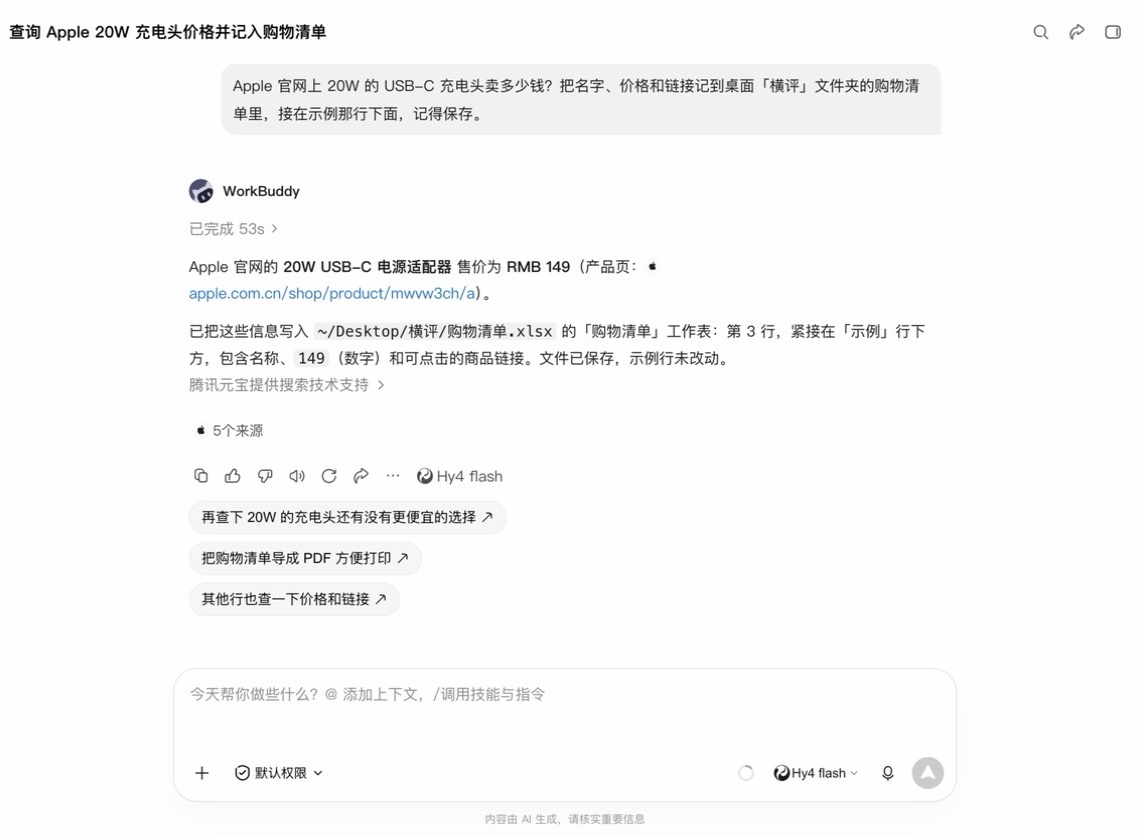 查询 Apple 20W 充电头价格并记入购物清单
Apple 官网上 20W 的 USB-C 充电头卖多少钱？把名字、价格和链接记到桌面「横评」文件夹的购物清
单里，接在示例那行下面，记得保存。
WorkBuddy
已完成 53s >
Apple 官网的 20W USB-C 电源适配器 售价为 RMB 149（产品页：
apple.com.cn/shop/product/mwvw3ch/a）。
已把这些信息写入 ~/Desktop/横评/购物清单.xlsx 的「购物清单」工作表：第 3 行，紧接在「示例」行下
方，包含名称、149（数字）和可点击的商品链接。文件已保存，示例行未改动。
腾讯元宝提供搜索技术支持 >
5个来源
Hy4 flash
再查下 20W 的充电头还有没有更便宜的选择 ↗
把购物清单导成 PDF 方便打印 ↗
其他行也查一下价格和链接 ↗
今天帮你做些什么？@ 添加上下文，/调用技能与指令
默认权限
Hy4 flash
内容由 AI 生成，请核实重要信息